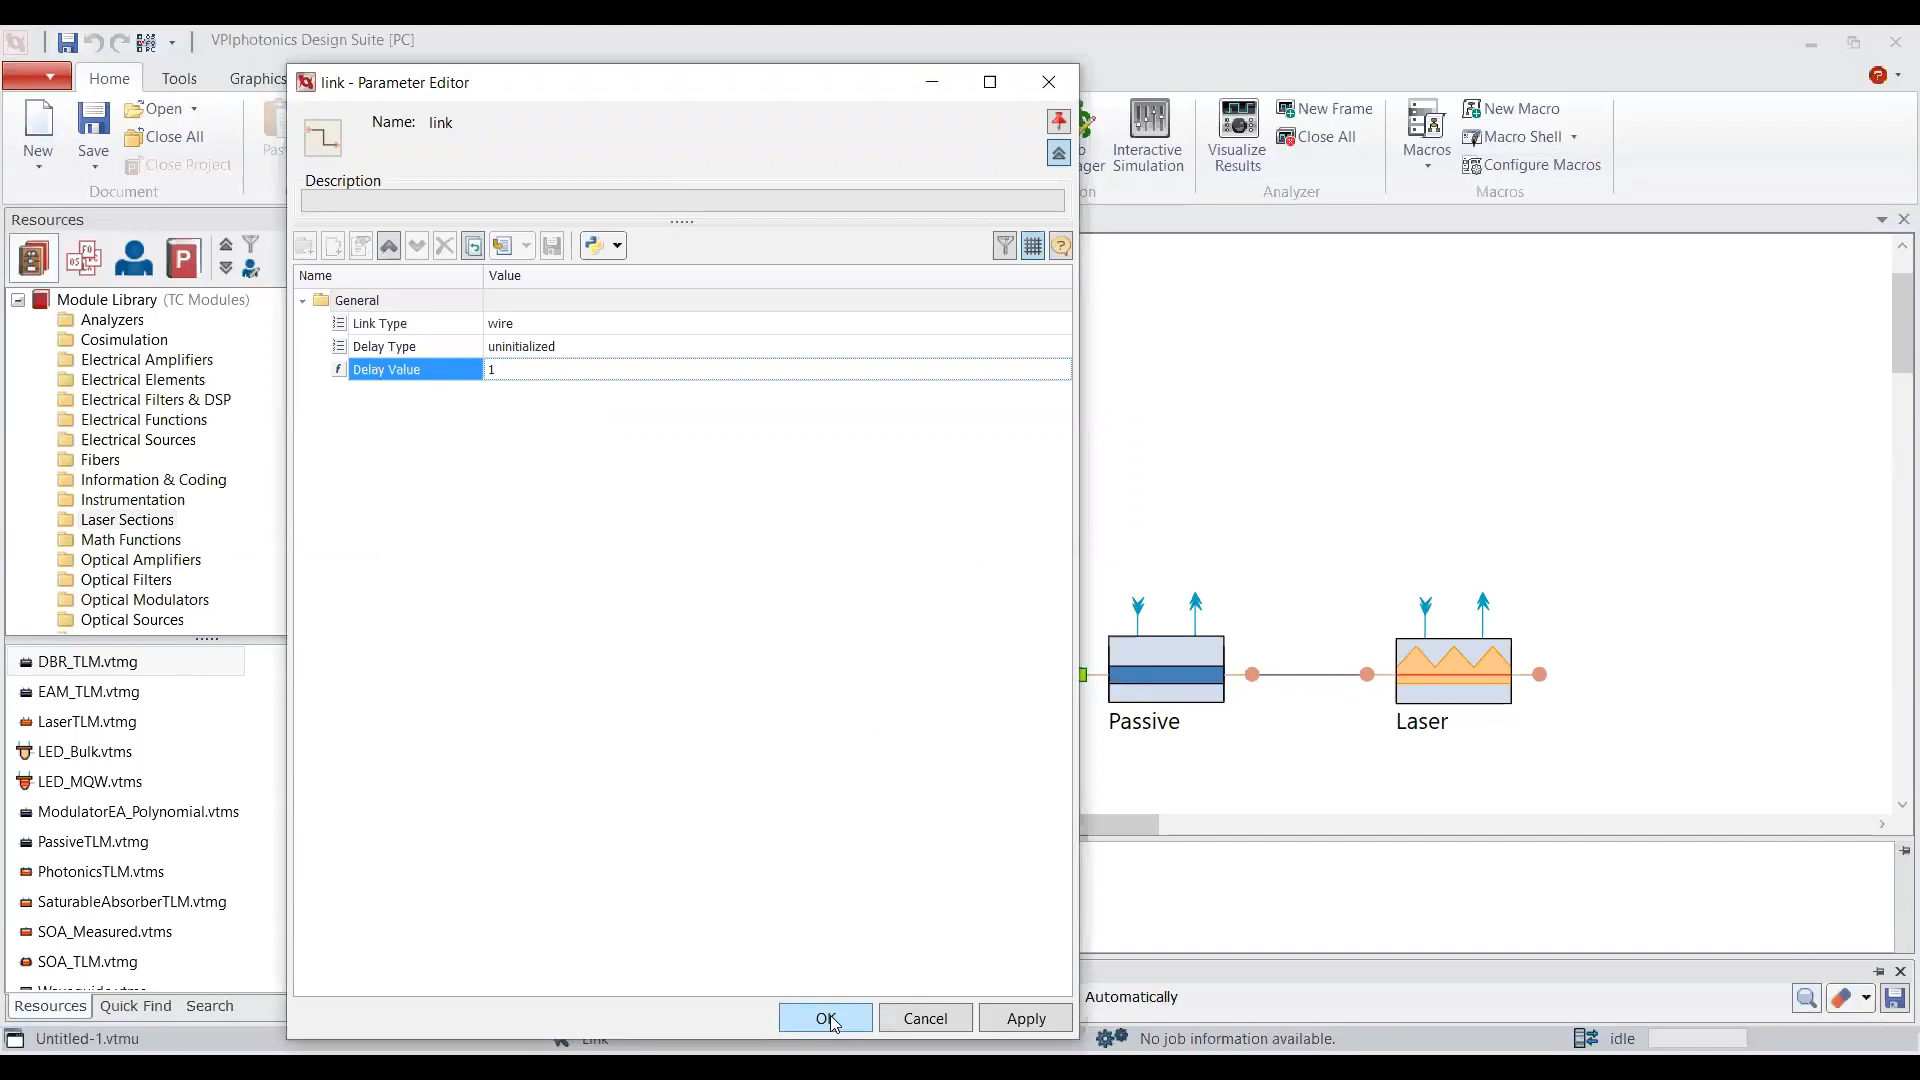 VPIphotonics Design Suite [PC]
Home
Tools
Graphics
New
Save
Open
Close All
Close Project
Document
Interactive
Simulation
Visualize
Results
New Frame
Close All
Analyzer
Macros
New Macro
Macro Shell
Configure Macros
Macros
link - Parameter Editor
Name: link
Description
Name
Value
General
Link Type
wire
Delay Type
uninitialized
Delay Value
1
OK
Cancel
Apply
Resources
Module Library (TC Modules)
Analyzers
Cosimulation
Electrical Amplifiers
Electrical Elements
Electrical Filters & DSP
Electrical Functions
Electrical Sources
Fibers
Information & Coding
Instrumentation
Laser Sections
Math Functions
Optical Amplifiers
Optical Filters
Optical Modulators
Optical Sources
DBR_TLM.vtmg
EAM_TLM.vtmg
LaserTLM.vtmg
LED_Bulk.vtms
LED_MQW.vtms
ModulatorEA_Polynomial.vtms
PassiveTLM.vtmg
PhotonicsTLM.vtms
SaturableAbsorberTLM.vtmg
SOA_Measured.vtms
SOA_TLM.vtmg
Resources
Quick Find
Search
Passive
Laser
Automatically
Untitled-1.vtmu
Link
No job information available.
idle